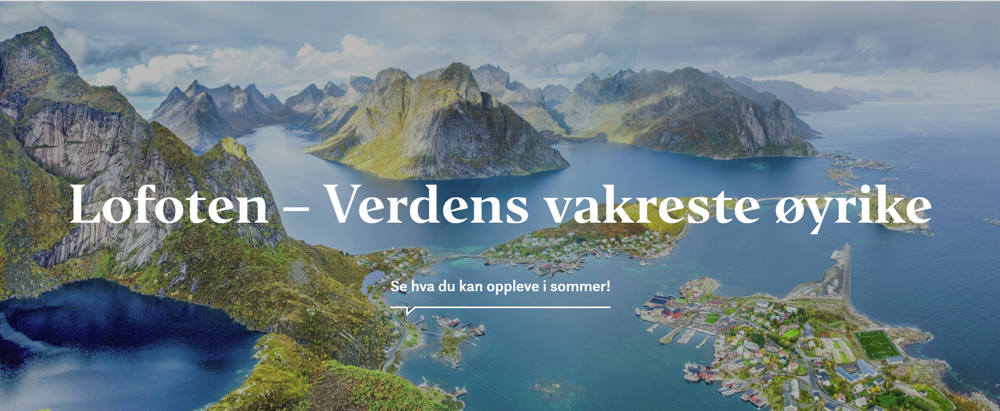 Lofoten – Verdens vakreste øyrike
Se hva du kan oppleve i sommer!